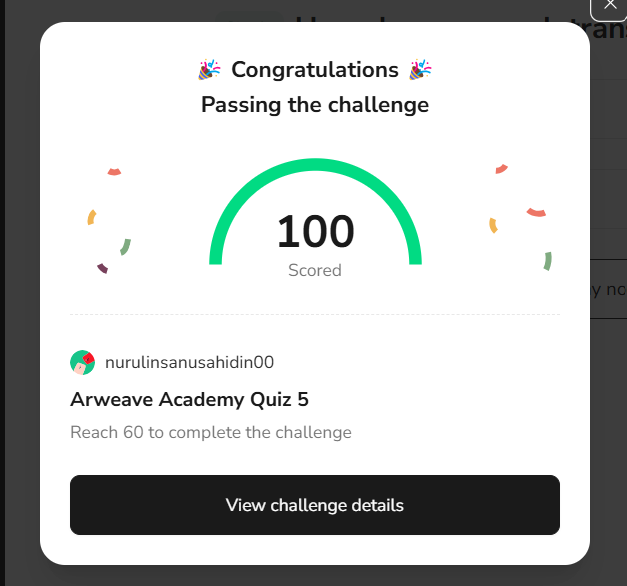 🎉 Congratulations 🎉
Passing the challenge
100
Scored
nurulinsanusahidin00
Arweave Academy Quiz 5
Reach 60 to complete the challenge
View challenge details